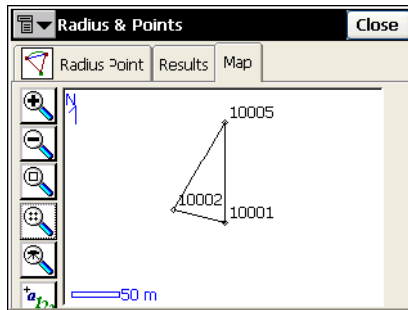 Radius & Points Close
Radius Point Results Map
N
10005
10002
10001
50 m
+a